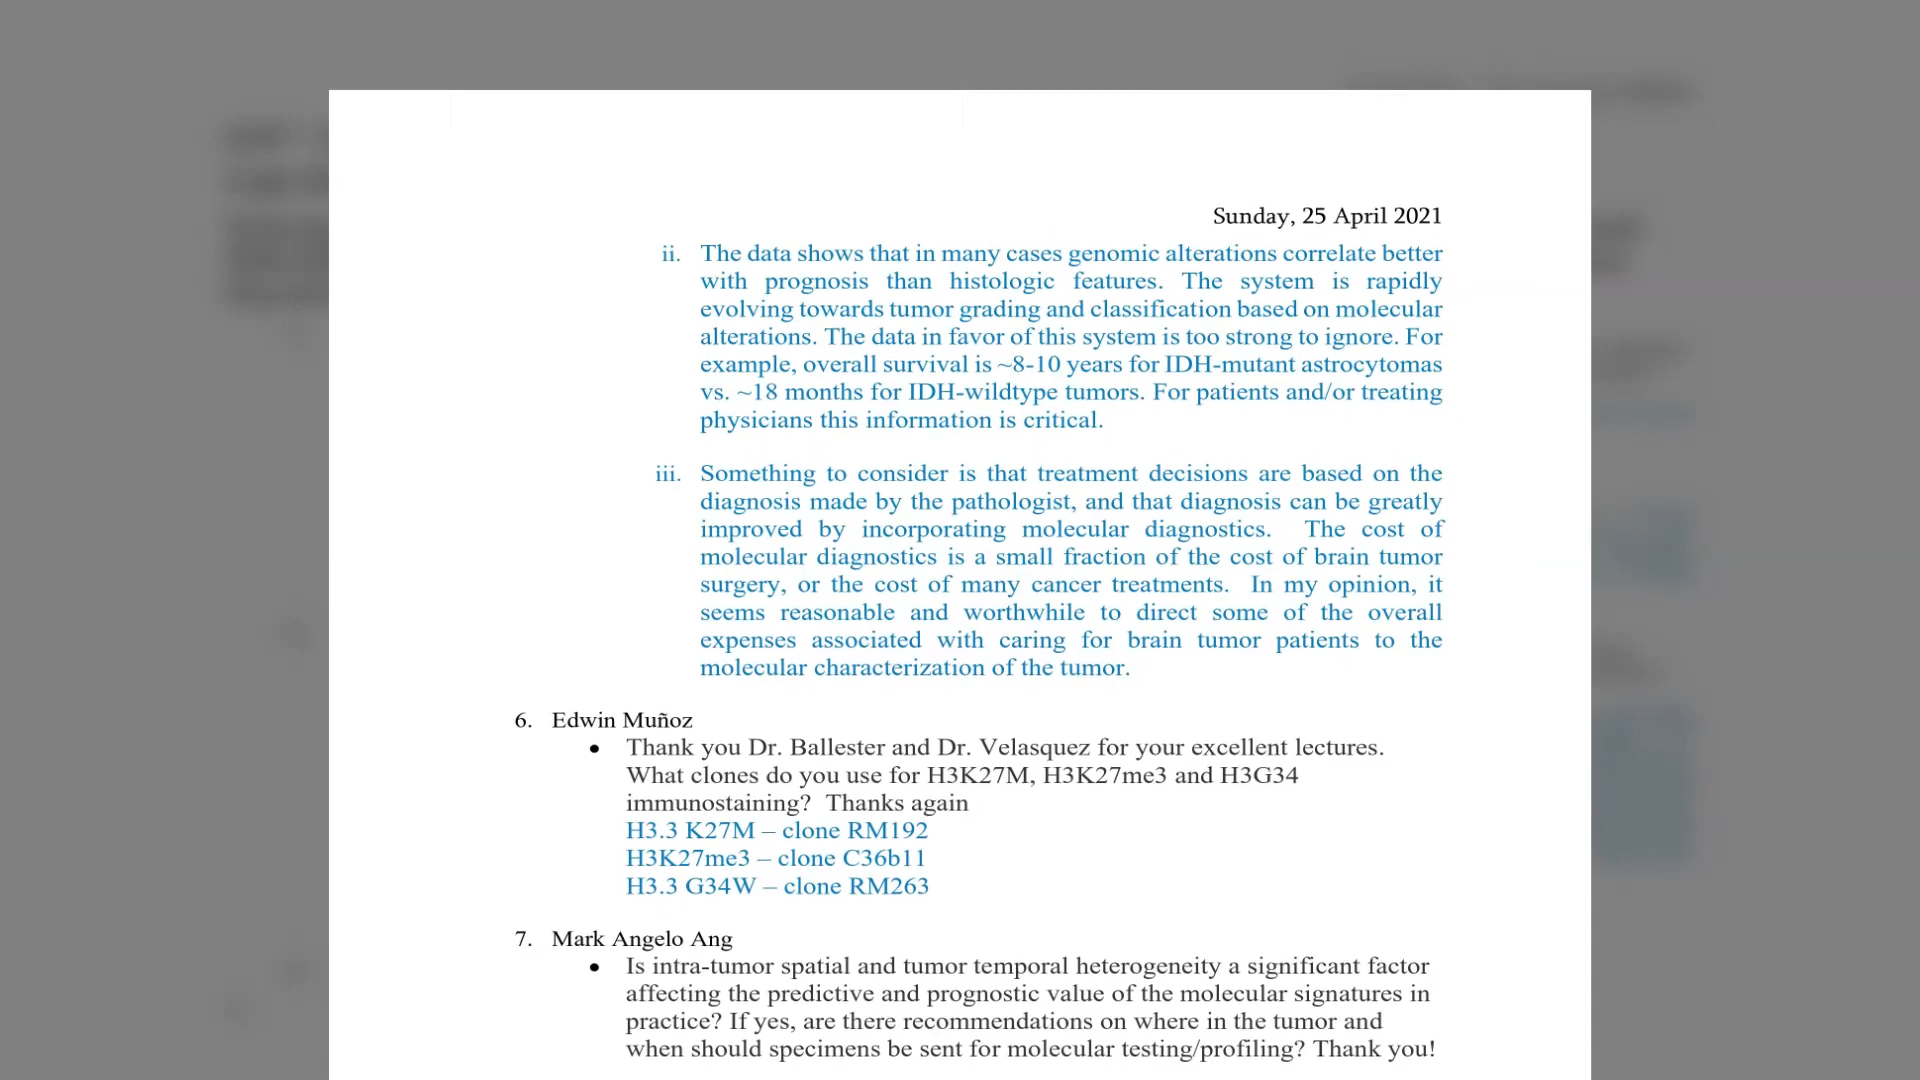 Sunday, 25 April 2021
ii. The data shows that in many cases genomic alterations correlate better
with prognosis than histologic features. The system is rapidly
evolving towards tumor grading and classification based on molecular
alterations. The data in favor of this system is too strong to ignore. For
example, overall survival is ~8-10 years for IDH-mutant astrocytomas
vs. ~18 months for IDH-wildtype tumors. For patients and/or treating
physicians this information is critical.
iii. Something to consider is that treatment decisions are based on the
diagnosis made by the pathologist, and that diagnosis can be greatly
improved by incorporating molecular diagnostics. The cost of
molecular diagnostics is a small fraction of the cost of brain tumor
surgery, or the cost of many cancer treatments. In my opinion, it
seems reasonable and worthwhile to direct some of the overall
expenses associated with caring for brain tumor patients to the
molecular characterization of the tumor.
6. Edwin Muñoz
• Thank you Dr. Ballester and Dr. Velasquez for your excellent lectures.
What clones do you use for H3K27M, H3K27me3 and H3G34
immunostaining? Thanks again
H3.3 K27M – clone RM192
H3K27me3 – clone C36b11
H3.3 G34W – clone RM263
7. Mark Angelo Ang
• Is intra-tumor spatial and tumor temporal heterogeneity a significant factor
affecting the predictive and prognostic value of the molecular signatures in
practice? If yes, are there recommendations on where in the tumor and
when should specimens be sent for molecular testing/profiling? Thank you!